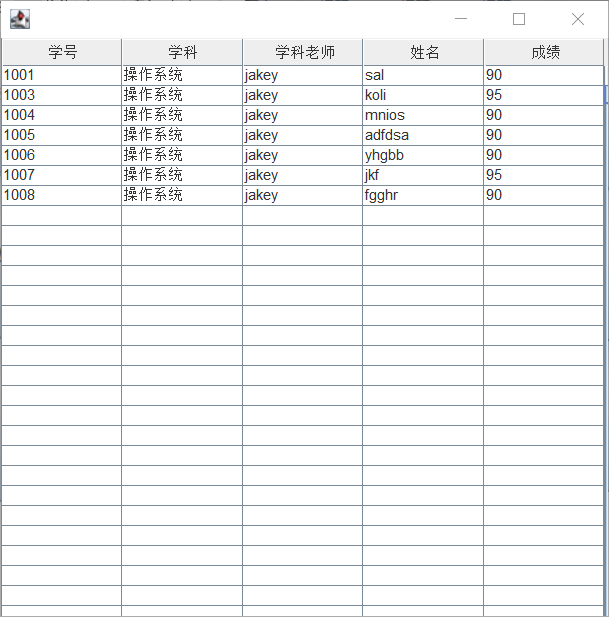 学号 学科 学科老师 姓名 成绩
1001 操作系统 jakey sal 90
1003 操作系统 jakey koli 95
1004 操作系统 jakey mnios 90
1005 操作系统 jakey adfdsa 90
1006 操作系统 jakey yhgbb 90
1007 操作系统 jakey jkf 95
1008 操作系统 jakey fgghr 90